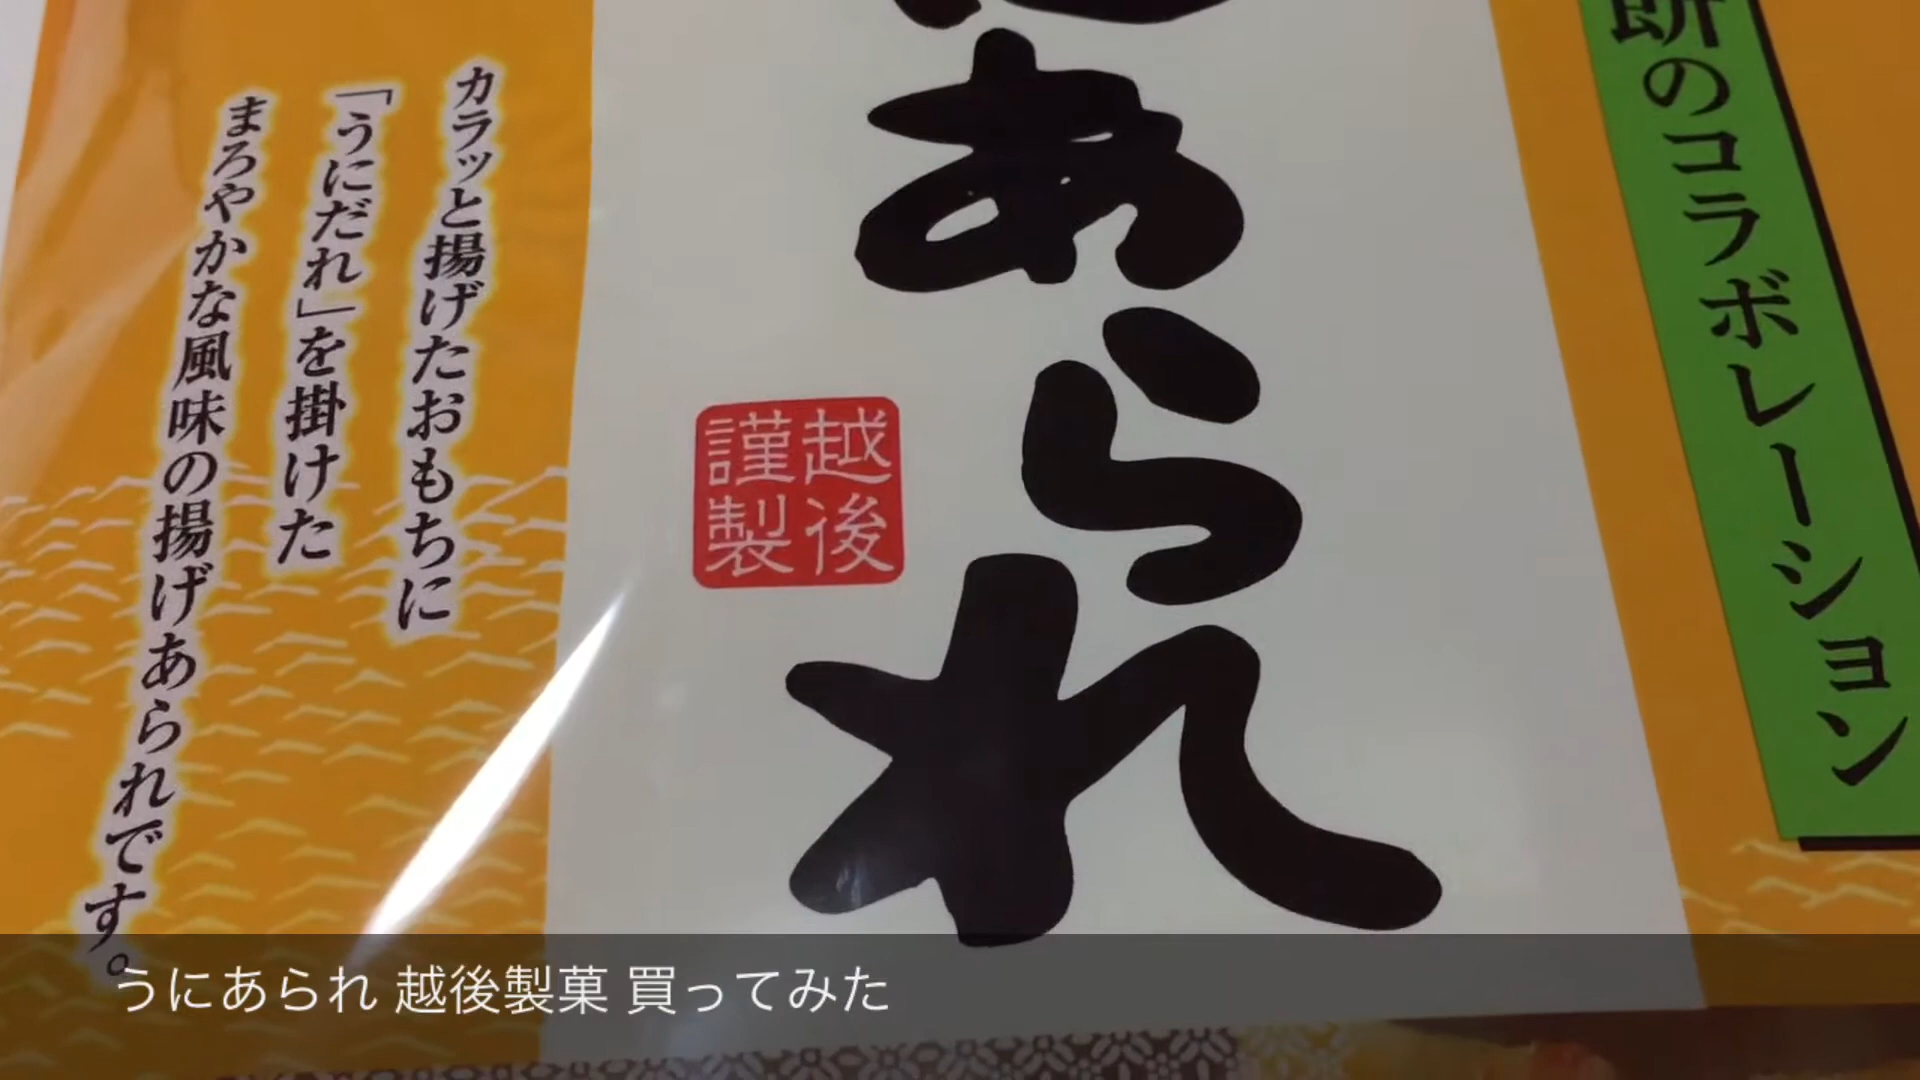 餅のコラボレーション
あられ
越後
謹製
カラッと揚げたおもちに
「うにだれ」を掛けた
まろやかな風味の揚げあられです。
うにあられ 越後製菓 買ってみた